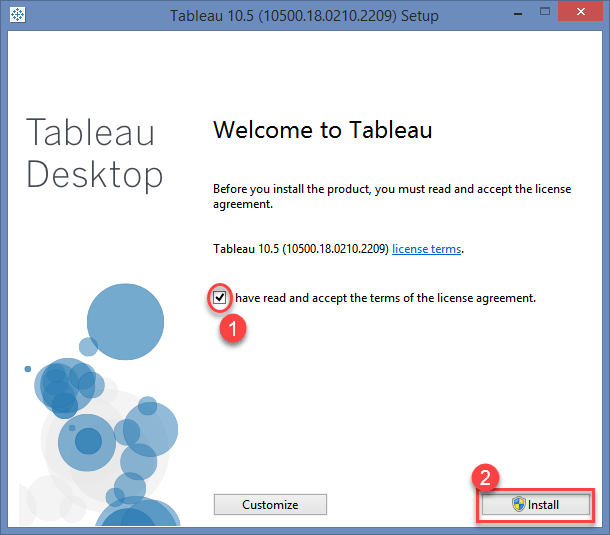 Tableau 10.5 (10500.18.0210.2209) Setup
Tableau
Desktop
Welcome to Tableau
Before you install the product, you must read and accept the license
agreement.
Tableau 10.5 (10500.18.0210.2209) license terms.
have read and accept the terms of the license agreement.
1
2
Customize
Install